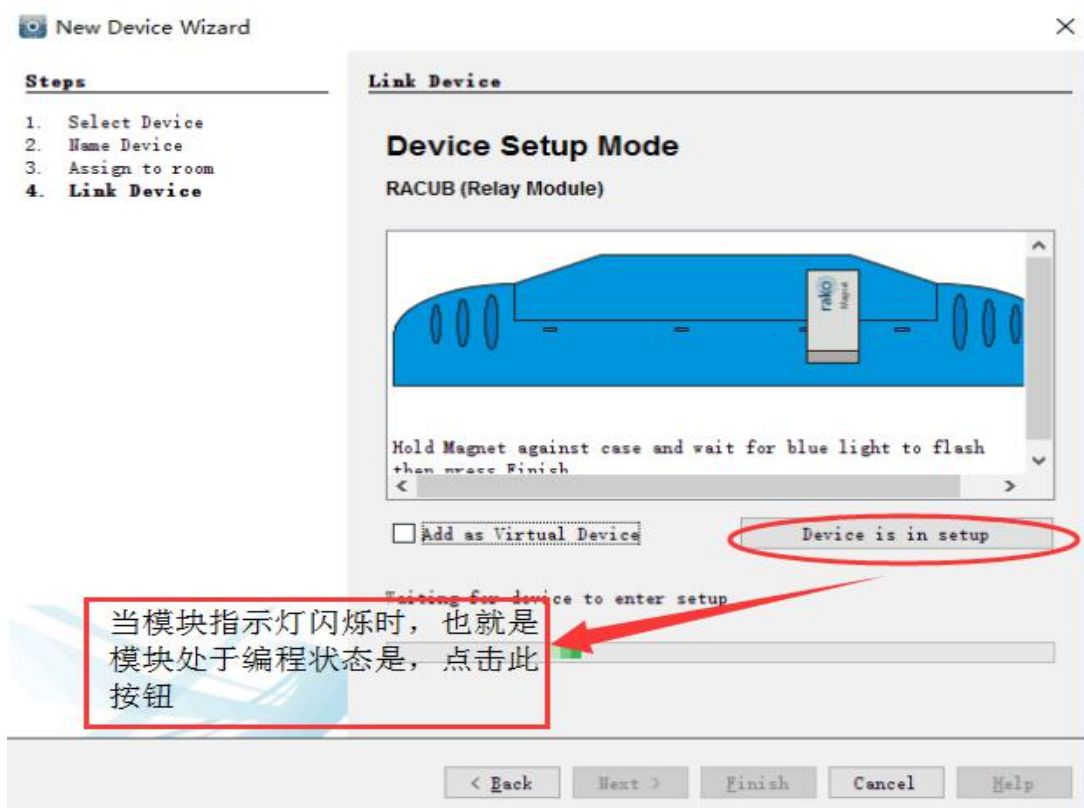 New Device Wizard
Steps
1. Select Device
2. Name Device
3. Assign to room
4. Link Device
Link Device
Device Setup Mode
RACUB (Relay Module)
rako
Magnet
Hold Magnet against case and wait for blue light to flash
then press Finish
Add as Virtual Device
Device is in setup
Waiting for device to enter setup
当模块指示灯闪烁时，也就是
模块处于编程状态是，点击此
按钮
< Back
Next >
Finish
Cancel
Help